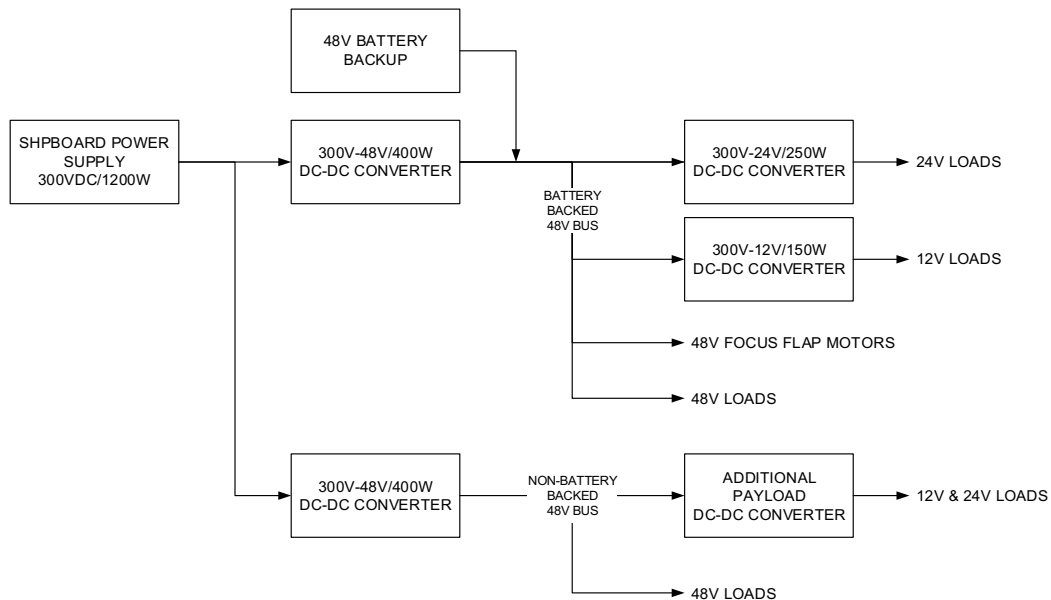 48V BATTERY
BACKUP
SHPBOARD POWER
SUPPLY
300VDC/1200W
300V-48V/400W
DC-DC CONVERTER
300V-24V/250W
DC-DC CONVERTER
24V LOADS
BATTERY
BACKED
48V BUS
300V-12V/150W
DC-DC CONVERTER
12V LOADS
48V FOCUS FLAP MOTORS
48V LOADS
300V-48V/400W
DC-DC CONVERTER
NON-BATTERY
BACKED
48V BUS
ADDITIONAL
PAYLOAD
DC-DC CONVERTER
12V & 24V LOADS
48V LOADS